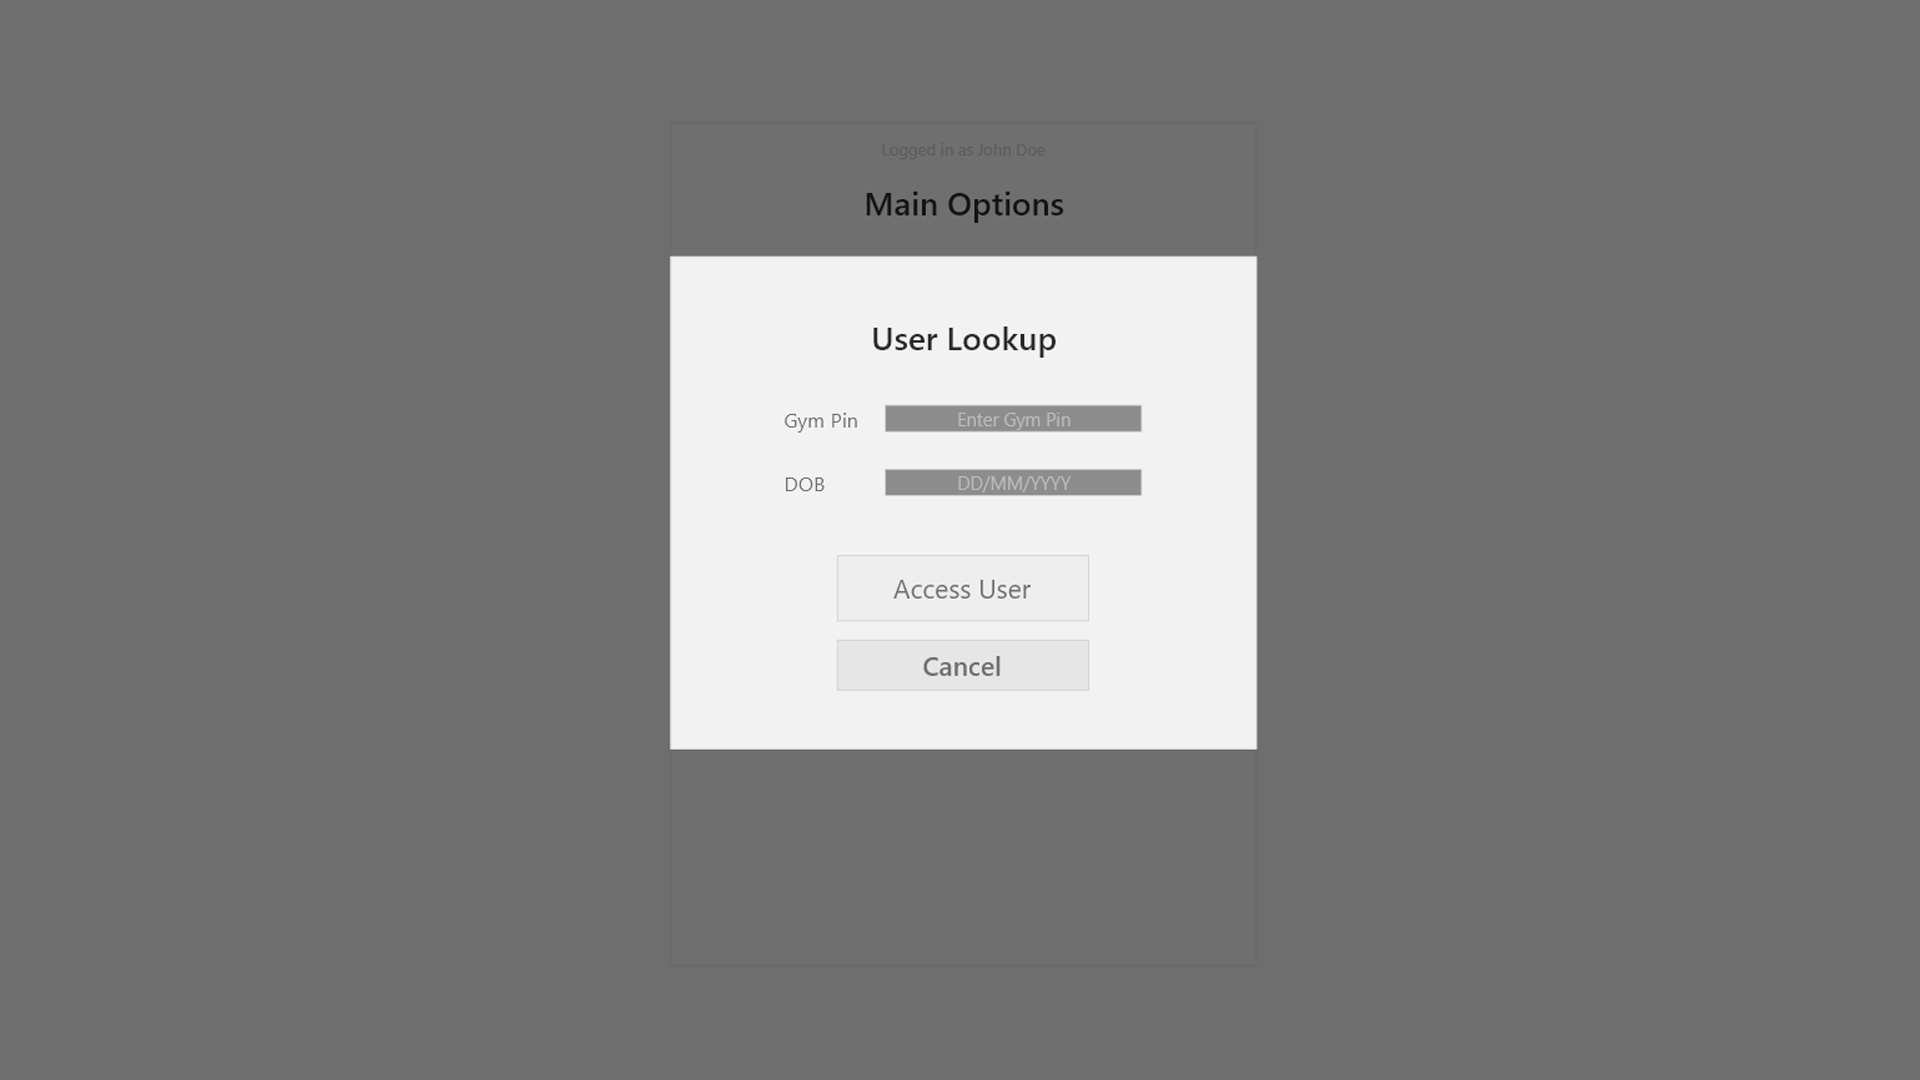 Logged in as John Doe
Main Options
User Lookup
Gym Pin
Enter Gym Pin
DOB
DD/MM/YYYY
Access User
Cancel